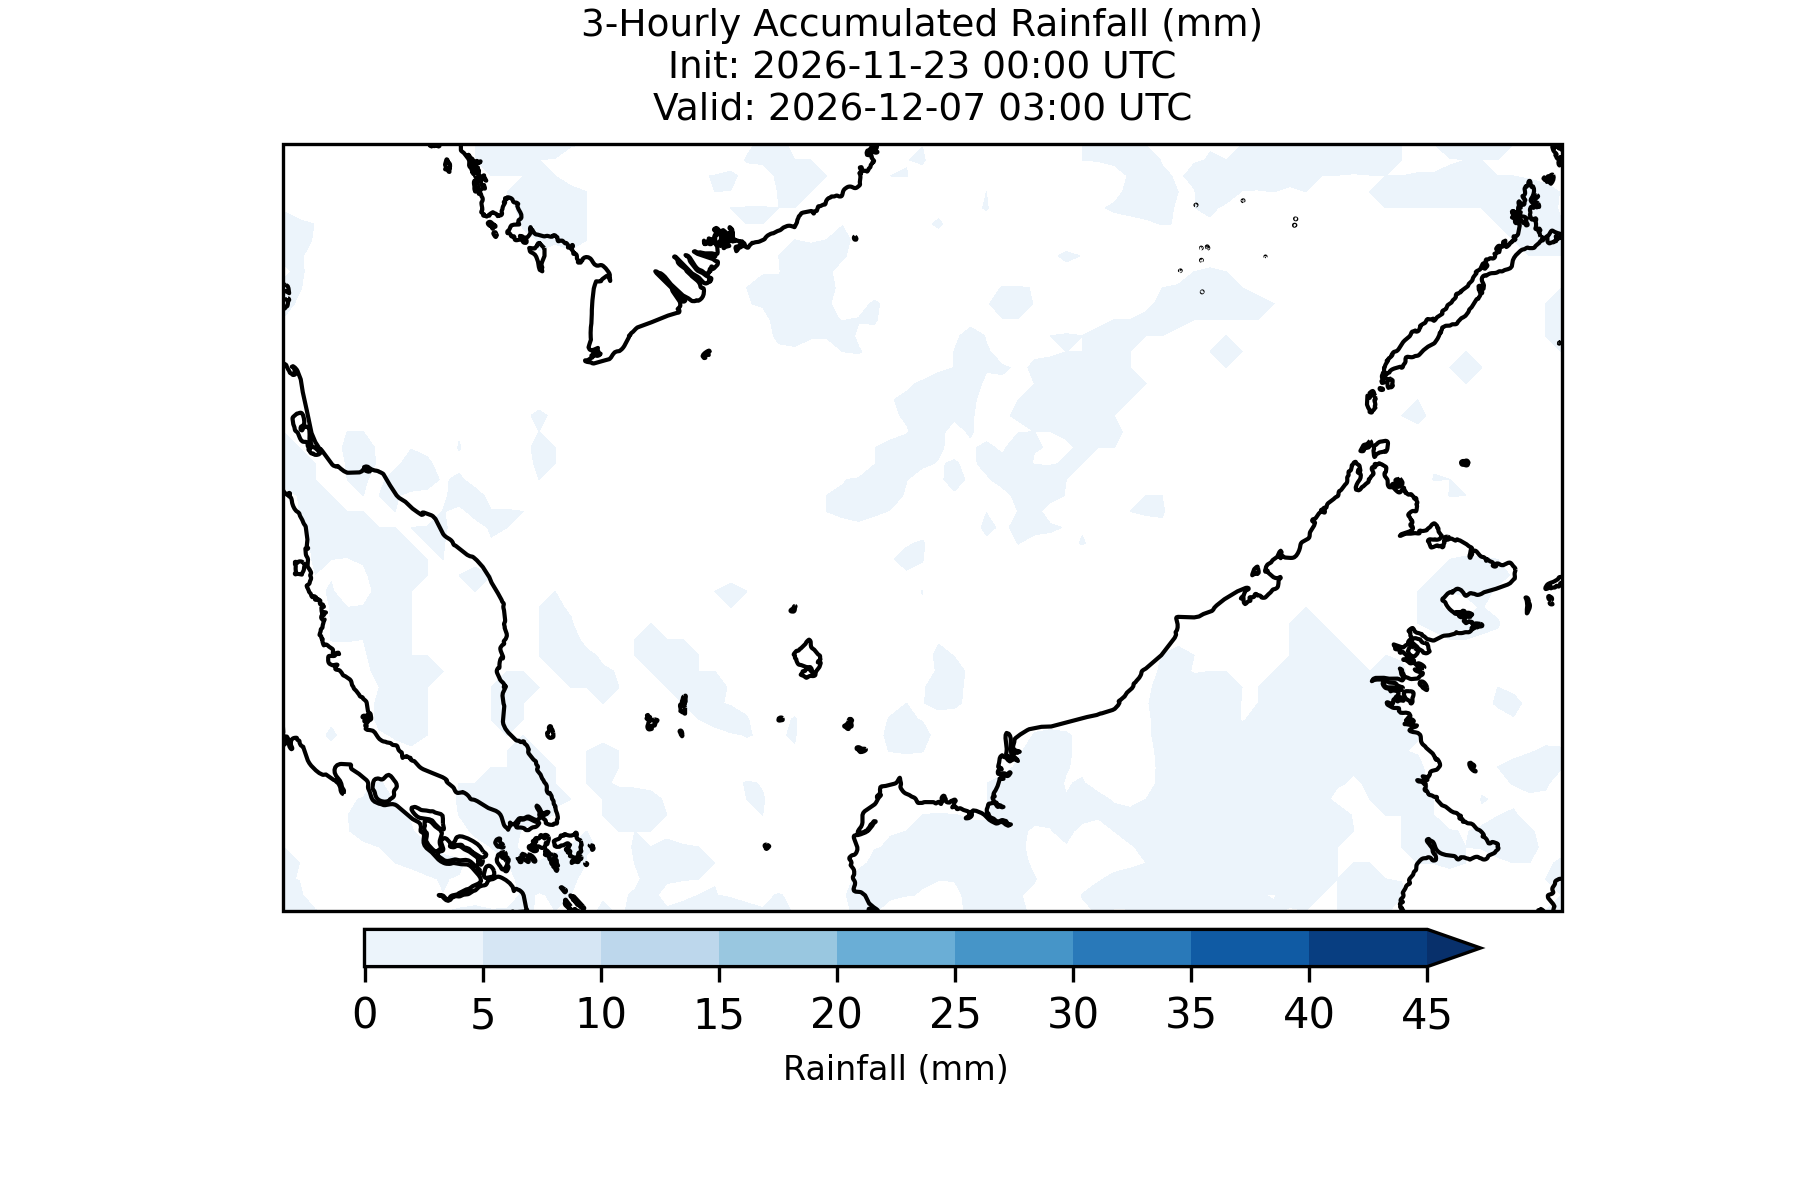 3-Hourly Accumulated Rainfall (mm)
Init: 2026-11-23 00:00 UTC
Valid: 2026-12-07 03:00 UTC
0 5 10 15 20 25 30 35 40 45
Rainfall (mm)